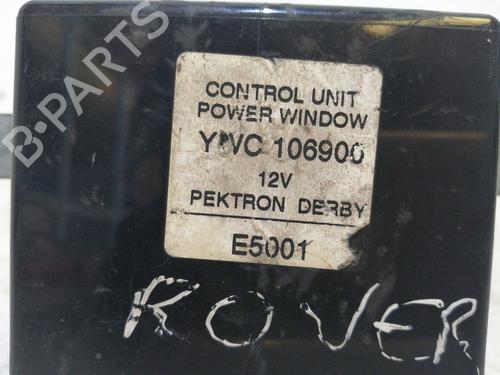 B-PARTS
CONTROL UNIT
POWER WINDOW
YWC 106900
12V
PEKTRON DERBY
E5001
ROVER